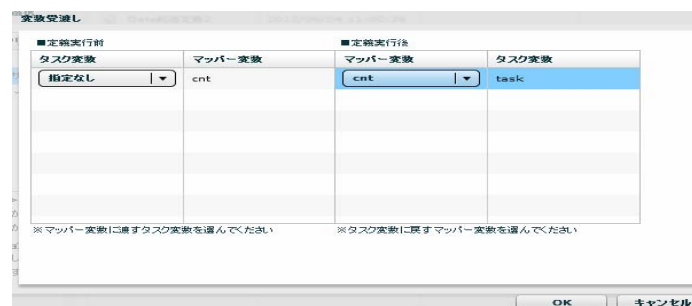 変数受渡し
■定義実行前 ■定義実行後
タスク変数 マッパー変数 マッパー変数 タスク変数
指定なし cnt cnt task
※マッパー変数に渡すタスク変数を選んでください ※タスク変数に戻すマッパー変数を選んでください
OK キャンセル